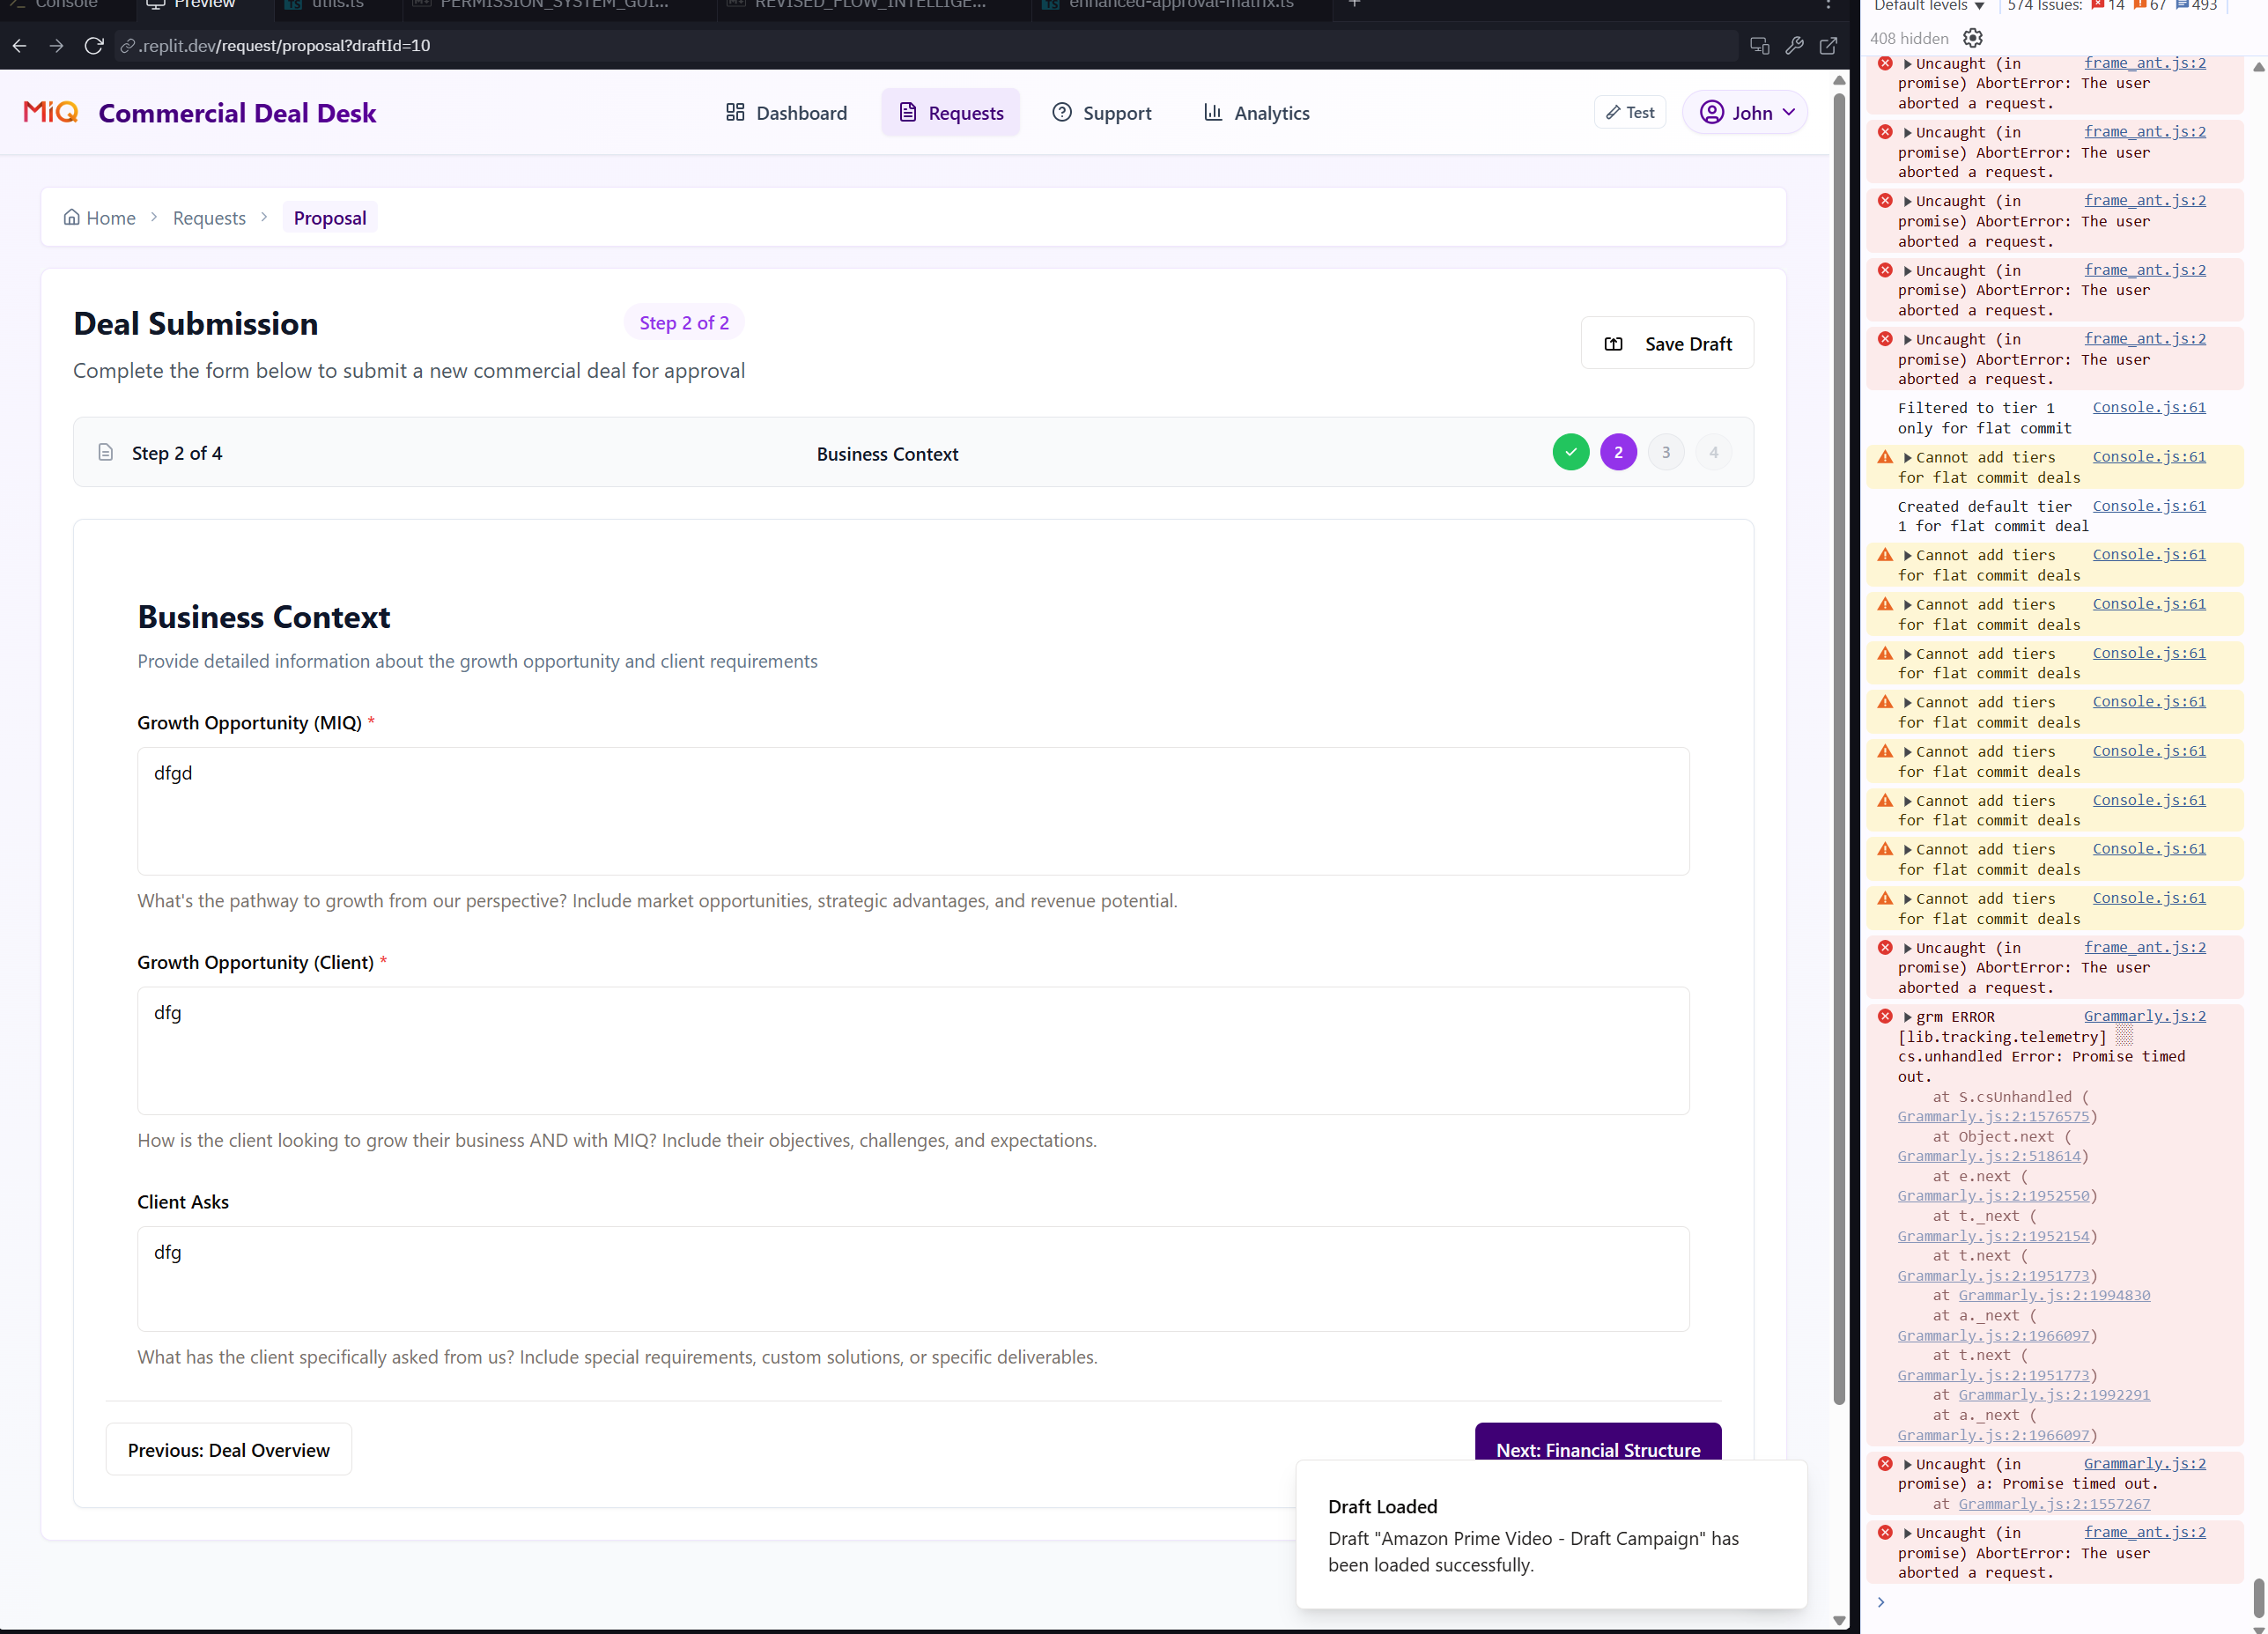 Console
Preview
utils.ts
PERMISSION_SYSTEM_GUI...
REVISED_FLOW_INTELLIGE...
enhanced-approval-matrix.ts
.replit.dev/request/proposal?draftId=10
MiQ Commercial Deal Desk
Dashboard
Requests
Support
Analytics
Test
John
Home > Requests > Proposal
Deal Submission
Step 2 of 2
Complete the form below to submit a new commercial deal for approval
Save Draft
Step 2 of 4
Business Context
2
3
4
Business Context
Provide detailed information about the growth opportunity and client requirements
Growth Opportunity (MIQ) *
dfgd
What's the pathway to growth from our perspective? Include market opportunities, strategic advantages, and revenue potential.
Growth Opportunity (Client) *
dfg
How is the client looking to grow their business AND with MIQ? Include their objectives, challenges, and expectations.
Client Asks
dfg
What has the client specifically asked from us? Include special requirements, custom solutions, or specific deliverables.
Previous: Deal Overview
Next: Financial Structure
Draft Loaded
Draft "Amazon Prime Video - Draft Campaign" has
been loaded successfully.
Default levels
574 Issues: 14 67 493
408 hidden
Uncaught (in frame_ant.js:2
promise) AbortError: The user
aborted a request.
Uncaught (in frame_ant.js:2
promise) AbortError: The user
aborted a request.
Uncaught (in frame_ant.js:2
promise) AbortError: The user
aborted a request.
Uncaught (in frame_ant.js:2
promise) AbortError: The user
aborted a request.
Uncaught (in frame_ant.js:2
promise) AbortError: The user
aborted a request.
Filtered to tier 1 Console.js:61
only for flat commit
Cannot add tiers Console.js:61
for flat commit deals
Created default tier Console.js:61
1 for flat commit deal
Cannot add tiers Console.js:61
for flat commit deals
Cannot add tiers Console.js:61
for flat commit deals
Cannot add tiers Console.js:61
for flat commit deals
Cannot add tiers Console.js:61
for flat commit deals
Cannot add tiers Console.js:61
for flat commit deals
Cannot add tiers Console.js:61
for flat commit deals
Cannot add tiers Console.js:61
for flat commit deals
Cannot add tiers Console.js:61
for flat commit deals
Uncaught (in frame_ant.js:2
promise) AbortError: The user
aborted a request.
grm ERROR Grammarly.js:2
[lib.tracking.telemetry] ▒▒
cs.unhandled Error: Promise timed
out.
at S.csUnhandled (
Grammarly.js:2:1576575)
at Object.next (
Grammarly.js:2:518614)
at e.next (
Grammarly.js:2:1952550)
at t._next (
Grammarly.js:2:1952154)
at t.next (
Grammarly.js:2:1951773)
at Grammarly.js:2:1994830
at a._next (
Grammarly.js:2:1966097)
at t.next (
Grammarly.js:2:1951773)
at Grammarly.js:2:1992291
at a._next (
Grammarly.js:2:1966097)
Uncaught (in Grammarly.js:2
promise) a: Promise timed out.
at Grammarly.js:2:1557267
Uncaught (in frame_ant.js:2
promise) AbortError: The user
aborted a request.